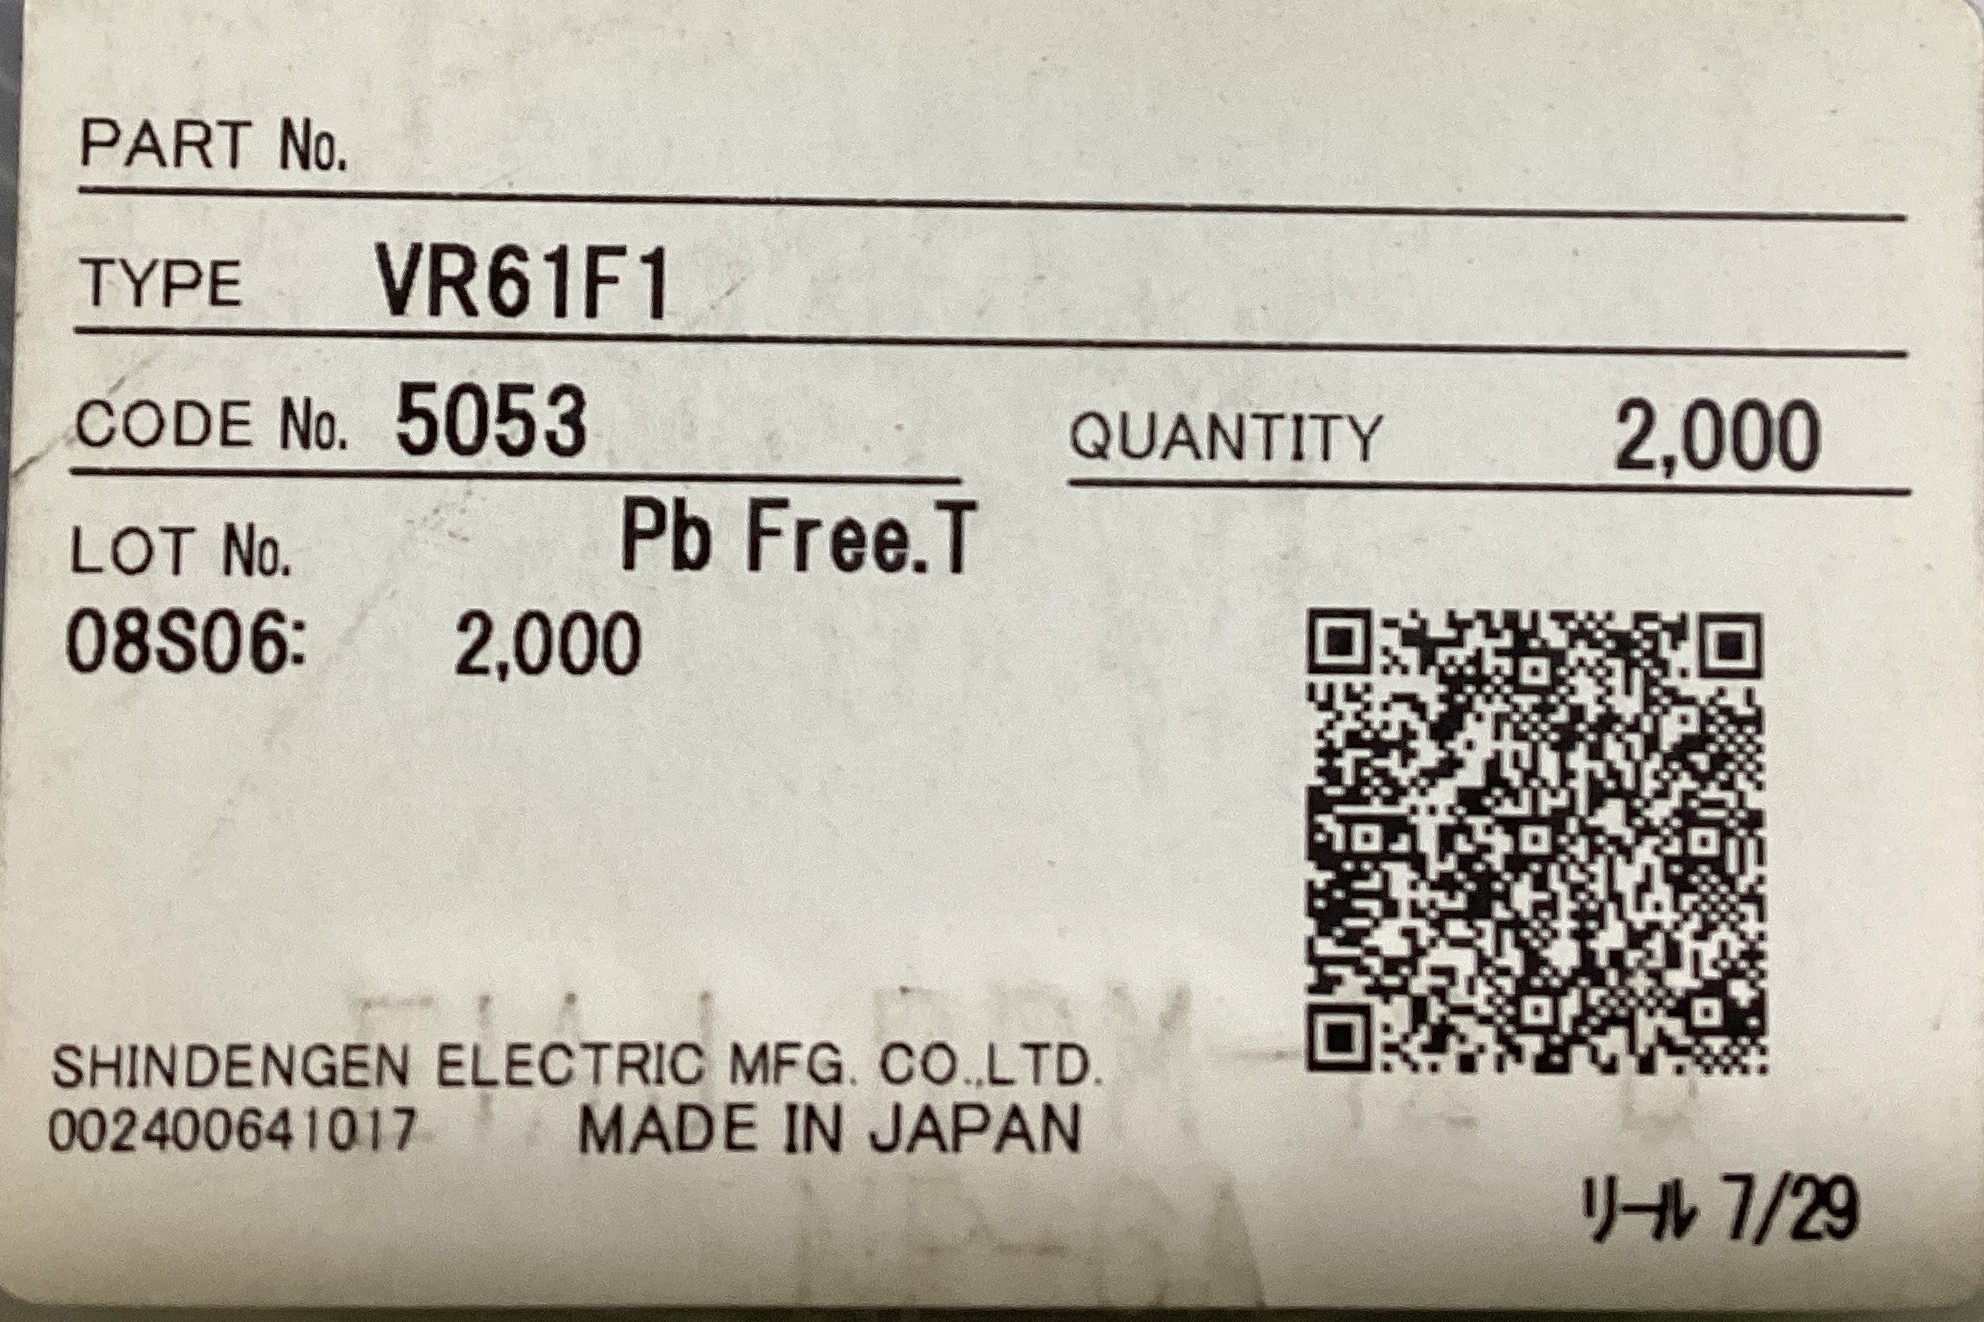 PART No.
TYPE VR61F1
CODE No. 5053 QUANTITY 2,000
LOT No. Pb Free.T
08S06: 2,000
SHINDENGEN ELECTRIC MFG. CO.,LTD.
002400641017 MADE IN JAPAN
リール 7/29